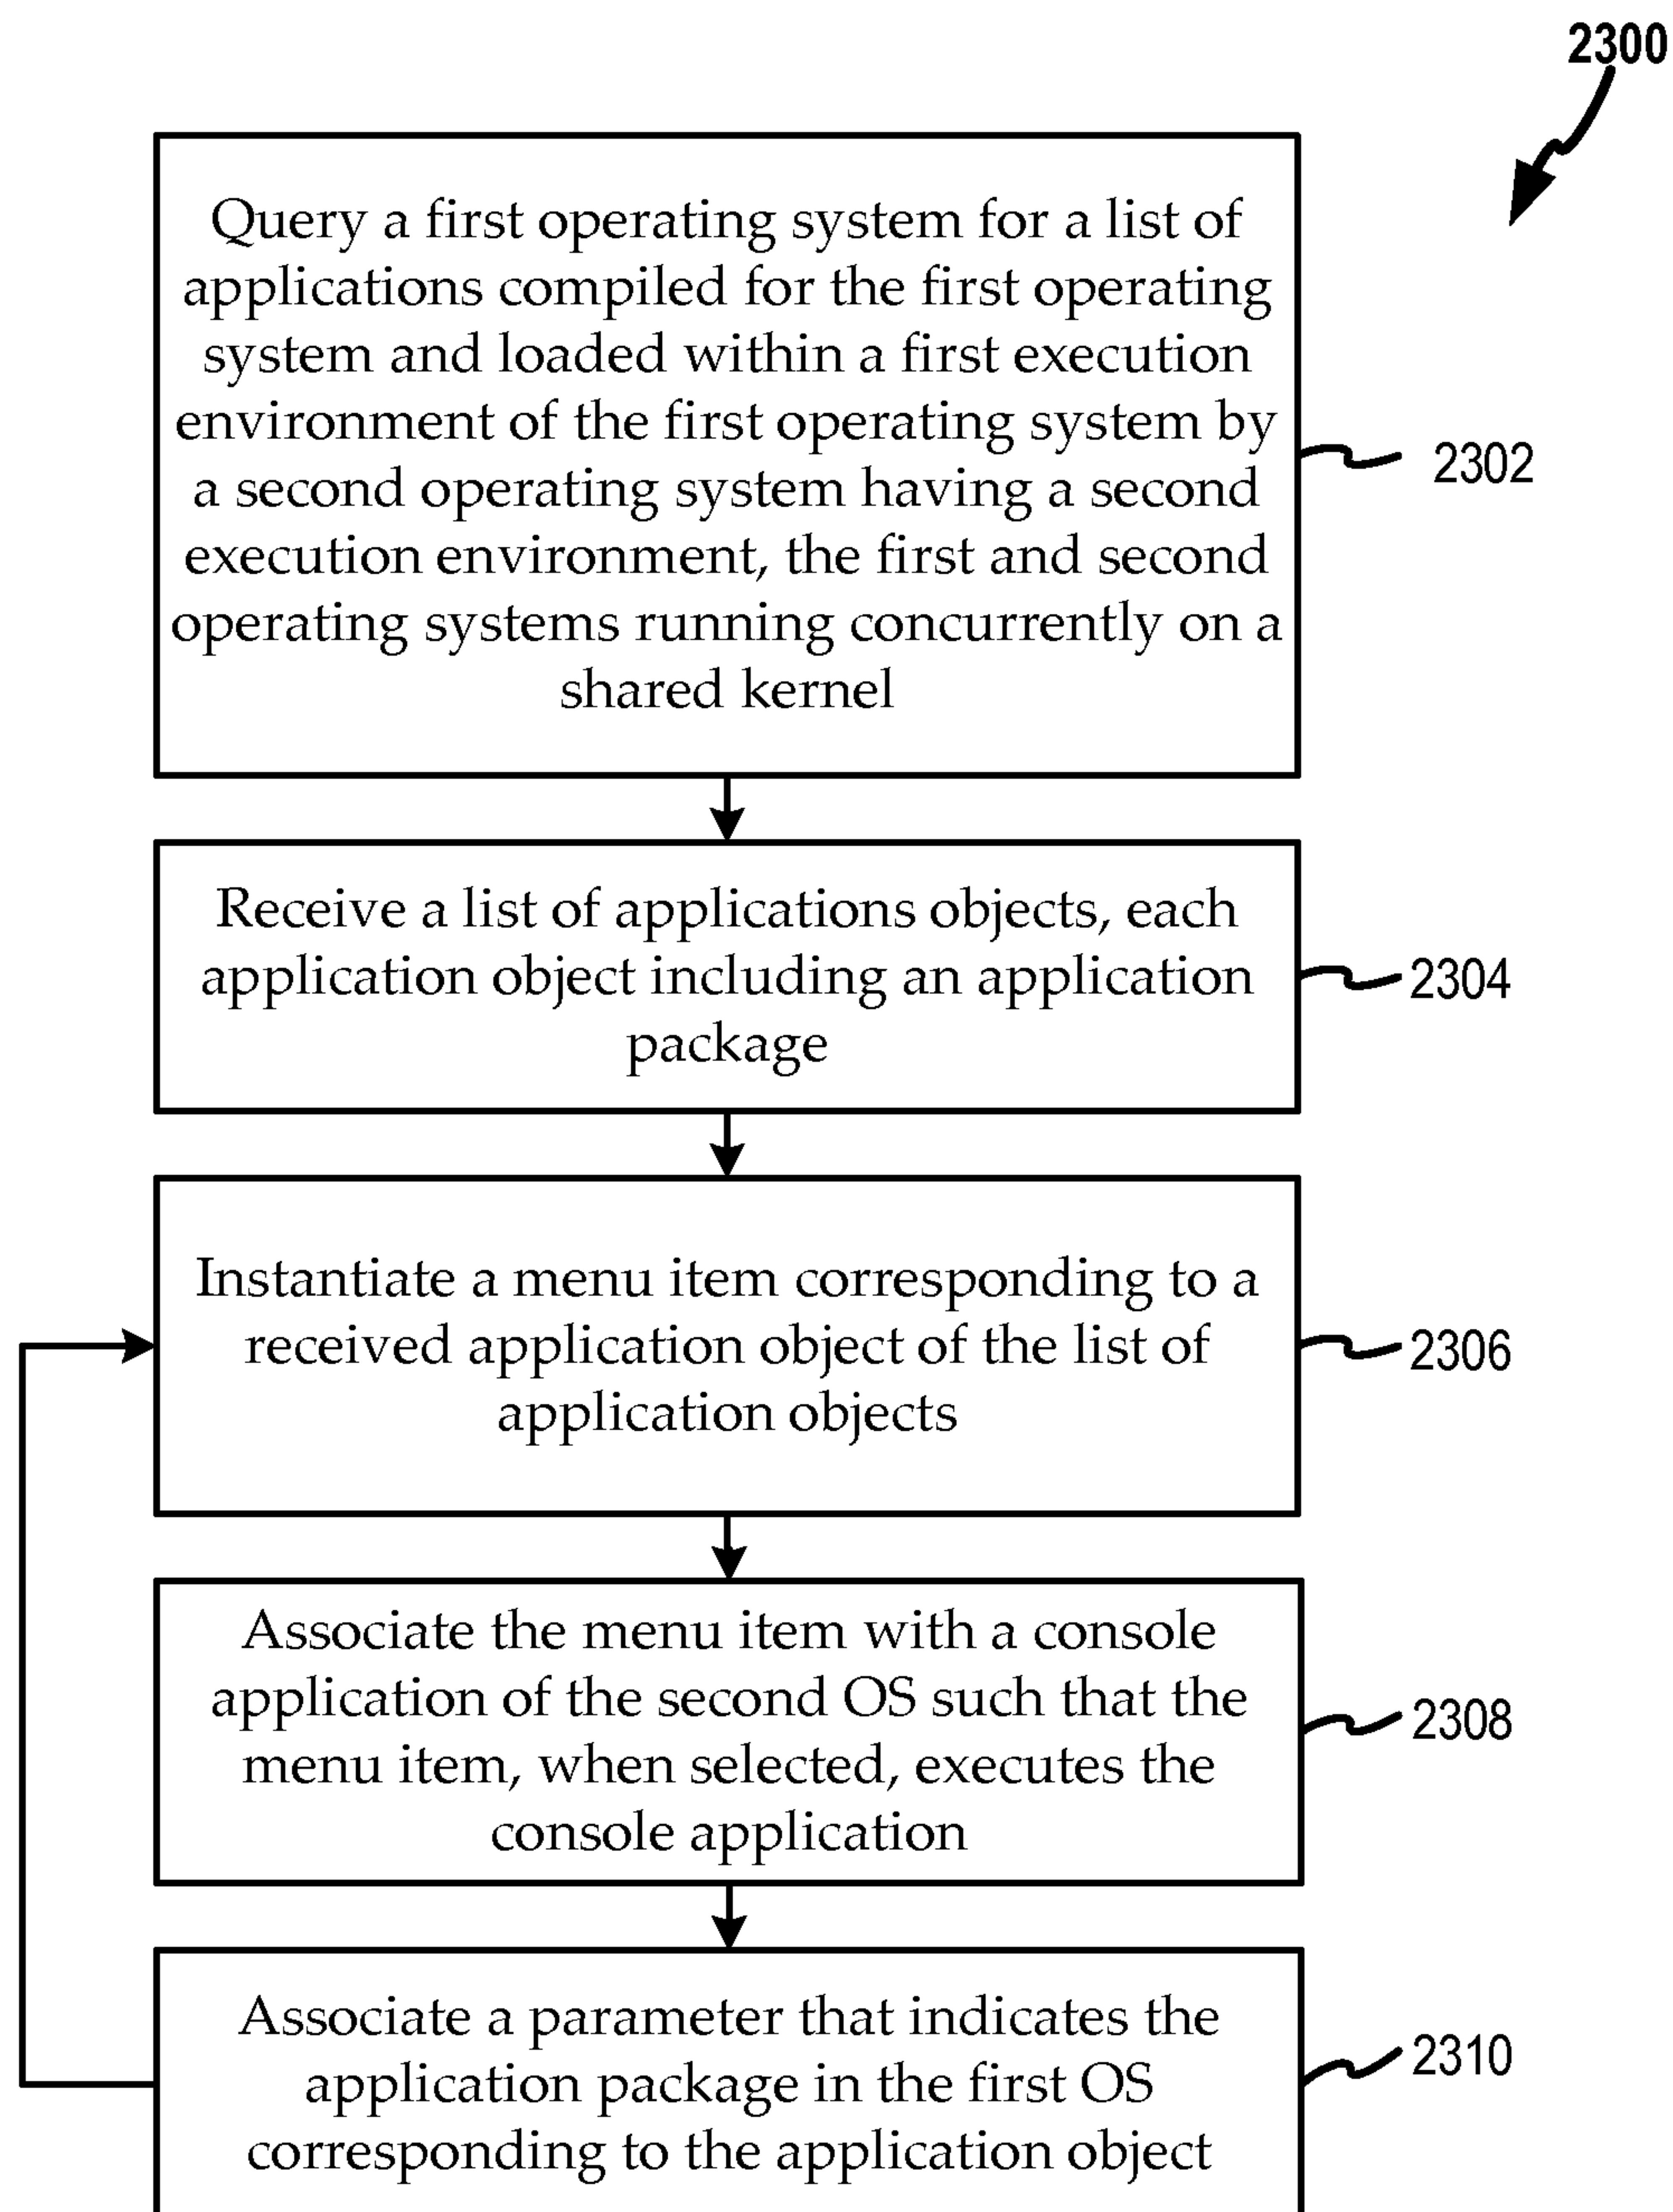 2300
Query a first operating system for a list of
applications compiled for the first operating
system and loaded within a first execution
environment of the first operating system by
a second operating system having a second
execution environment, the first and second
operating systems running concurrently on a
shared kernel
2302
Receive a list of applications objects, each
application object including an application
package
2304
Instantiate a menu item corresponding to a
received application object of the list of
application objects
2306
Associate the menu item with a console
application of the second OS such that the
menu item, when selected, executes the
console application
2308
Associate a parameter that indicates the
application package in the first OS
corresponding to the application object
2310